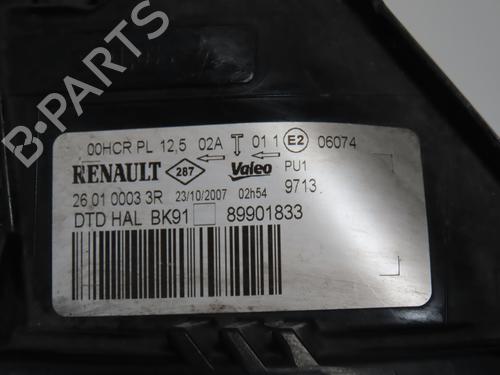 00HCR PL 12,5 02A T 01 1 E2 06074
RENAULT 287 Valeo PU1
26 01 0003 3R 23/10/2007 02h54 9713
DTD HAL BK91 89901833
B-PARTS